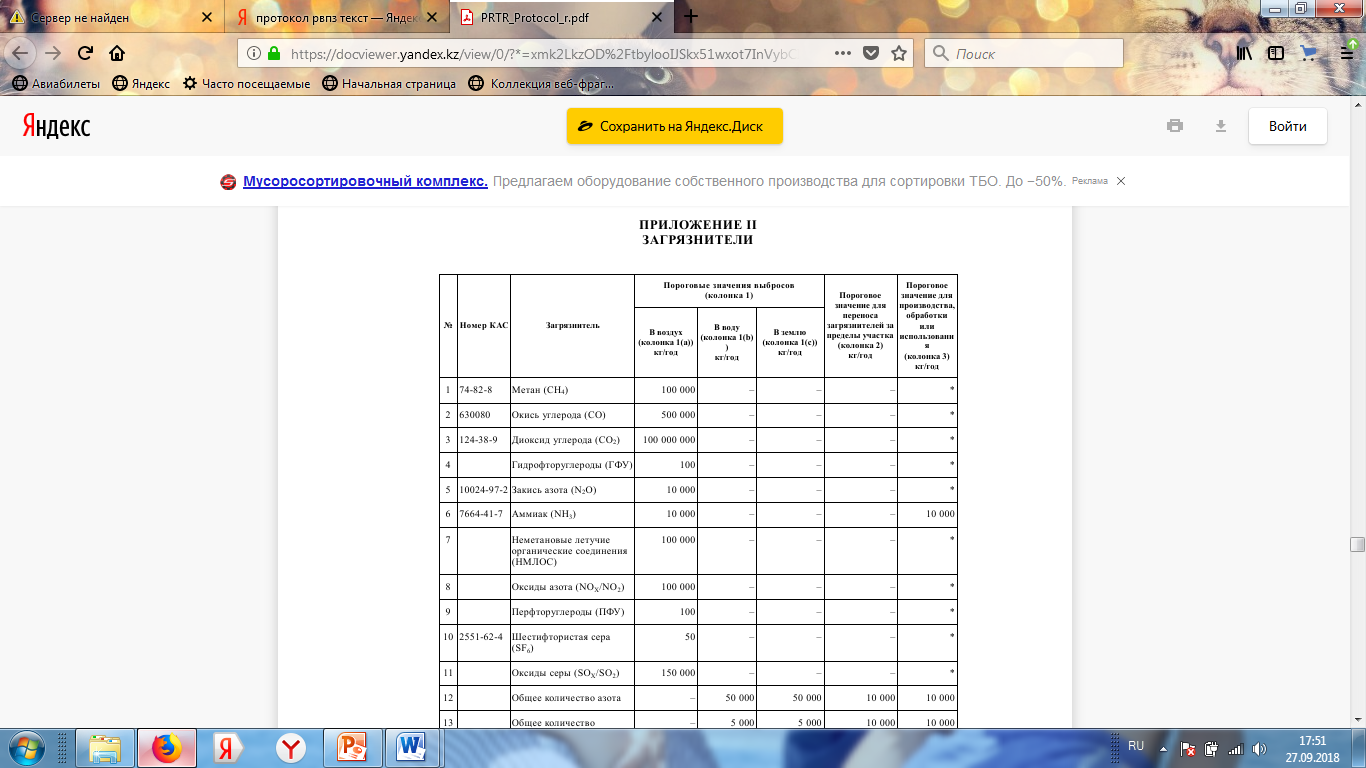 Сервер не найден
протокол рвпз текст — Яндек
PRTR_Protocol_r.pdf
https://docviewer.yandex.kz/view/0/?*=xmk2LkzOD%2FtbylooIJSkx51wxot7InVybC
Поиск
Авиабилеты Яндекс Часто посещаемые Начальная страница Коллекция веб-фраг...
Яндекс
Сохранить на Яндекс.Диск
Войти
Мусоросортировочный комплекс. Предлагаем оборудование собственного производства для сортировки ТБО. До −50%. Реклама
ПРИЛОЖЕНИЕ II
ЗАГРЯЗНИТЕЛИ
№
Номер КАС
Загрязнитель
Пороговые значения выбросов
(колонка 1)
В воздух
(колонка 1(a))
кг/год
В воду
(колонка 1(b)
)
кг/год
В землю
(колонка 1(c))
кг/год
Пороговое
значение для
переноса
загрязнителей за
пределы участка
(колонка 2)
кг/год
Пороговое
значение для
производства,
обработки
или
использовани
я
(колонка 3)
кг/год
1 74-82-8 Метан (CH₄) 100 000 – – – *
2 630080 Окись углерода (CO) 500 000 – – – *
3 124-38-9 Диоксид углерода (CO₂) 100 000 000 – – – *
4 Гидрофторуглероды (ГФУ) 100 – – – *
5 10024-97-2 Закись азота (N₂O) 10 000 – – – *
6 7664-41-7 Аммиак (NH₃) 10 000 – – – 10 000
7 Неметановые летучие 100 000 – – – *
органические соединения
(НМЛОС)
8 Оксиды азота (NOₓ/NO₂) 100 000 – – – *
9 Перфторуглероды (ПФУ) 100 – – – *
10 2551-62-4 Шестифтористая сера 50 – – – *
(SF₆)
11 Оксиды серы (SOₓ/SO₂) 150 000 – – – *
12 Общее количество азота – 50 000 50 000 10 000 10 000
13 Общее количество – 5 000 5 000 10 000 10 000
RU
17:51
27.09.2018